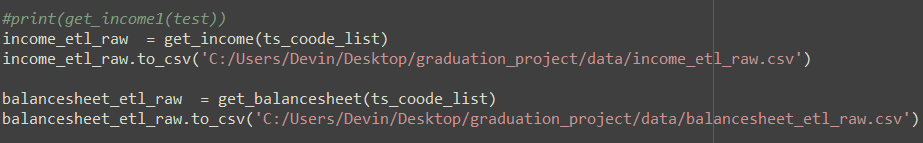 #print(get_income1(test))
income_etl_raw  = get_income(ts_coode_list)
income_etl_raw.to_csv('C:/Users/Devin/Desktop/graduation_project/data/income_etl_raw.csv')
balancesheet_etl_raw  = get_balancesheet(ts_coode_list)
balancesheet_etl_raw.to_csv('C:/Users/Devin/Desktop/graduation_project/data/balancesheet_etl_raw.csv')